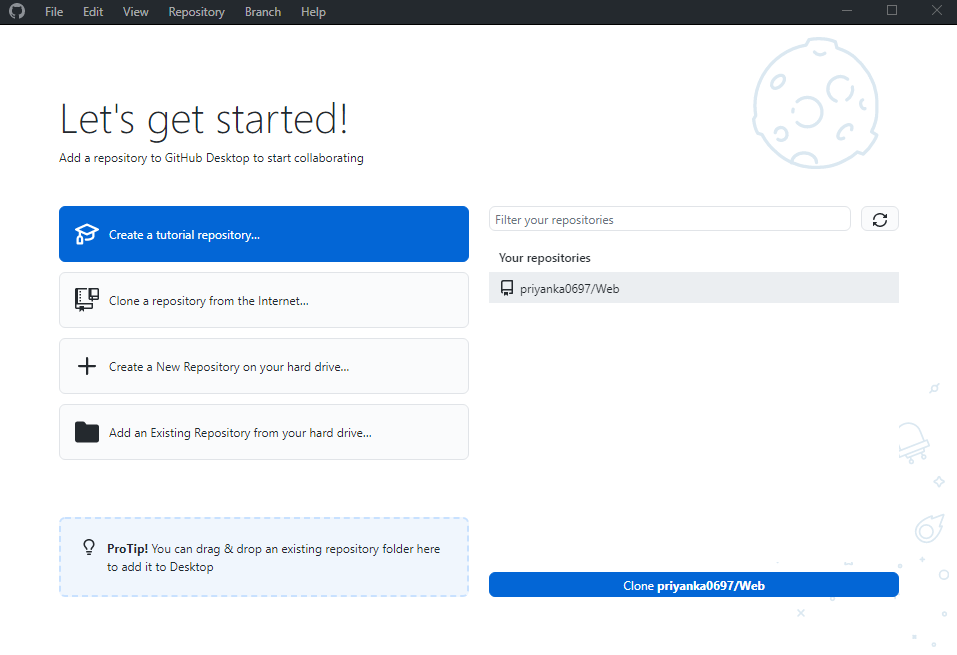 File Edit View Repository Branch Help
Let's get started!
Add a repository to GitHub Desktop to start collaborating
Create a tutorial repository...
Clone a repository from the Internet...
Create a New Repository on your hard drive...
Add an Existing Repository from your hard drive...
ProTip! You can drag & drop an existing repository folder here
to add it to Desktop
Filter your repositories
Your repositories
priyanka0697/Web
Clone priyanka0697/Web